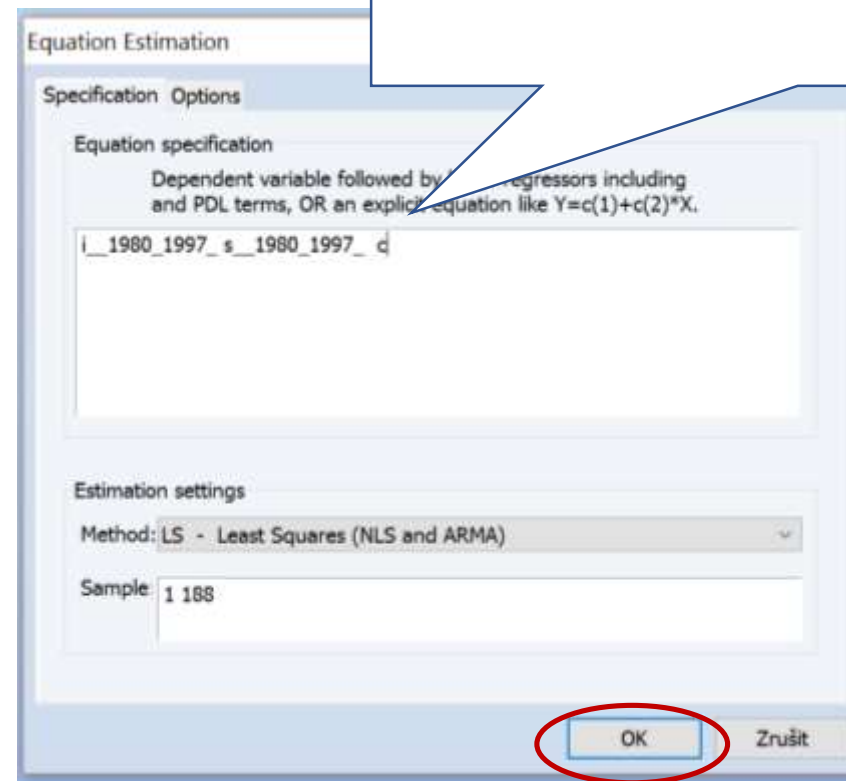 Equation Estimation
Specification Options
Equation specification
Dependent variable followed by regressors including
and PDL terms, OR an explicit equation like Y=c(1)+c(2)*X.
i__1980_1997_ s__1980_1997_ c
Estimation settings
Method: LS - Least Squares (NLS and ARMA)
Sample: 1 188
OK Zrušit